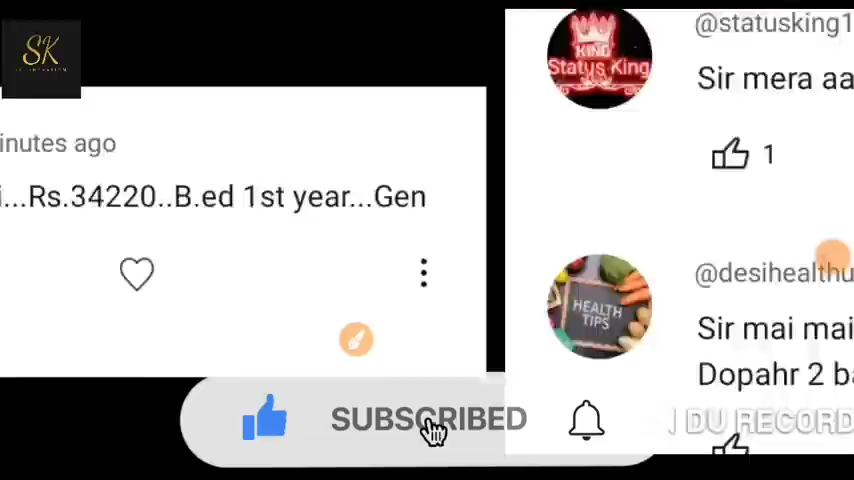 SK
inutes ago
...Rs.34220..B.ed 1st year...Gen
SUBSCRIBED
@statusking1
KING
Status King
Sir mera aa
1
@desihealthu
HEALTH
TIPS
Sir mai mai
Dopahr 2 ba
DU RECORD